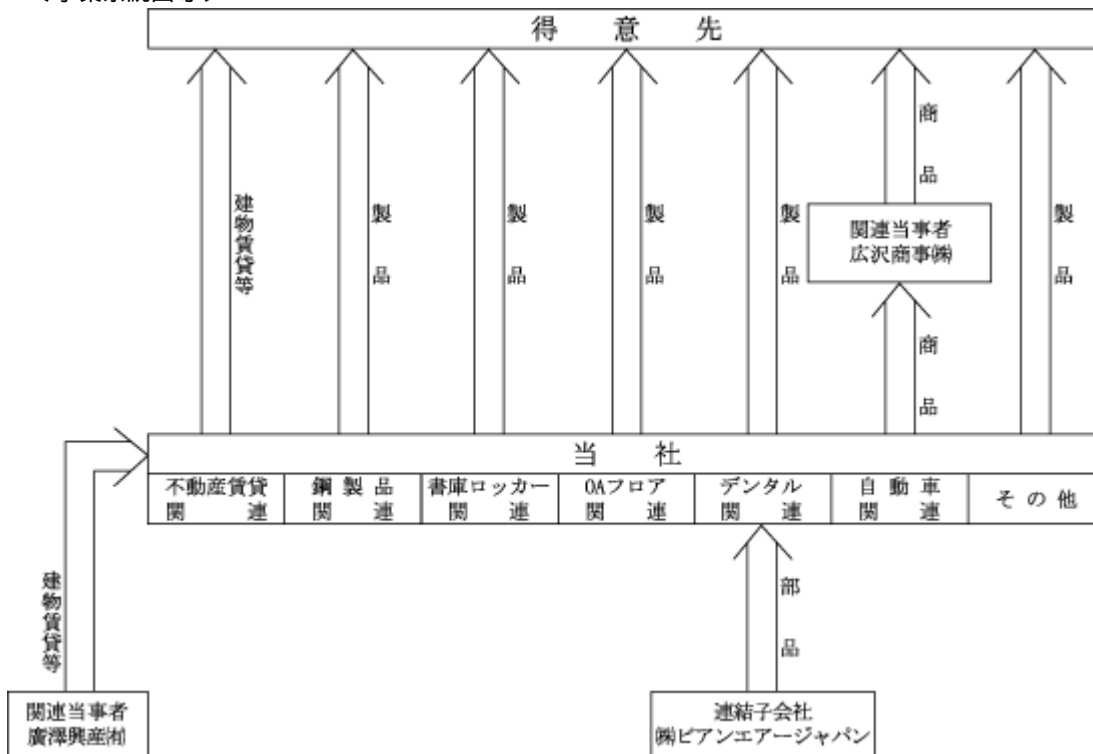 得意先
建物賃貸等
製品
製品
製品
製品
商品
製品
関連当事者
広沢商事㈱
商品
当社
不動産賃貸
関連
鋼製品
関連
書庫ロッカー
関連
OAフロア
関連
デンタル
関連
自動車
関連
その他
建物賃貸等
部品
関連当事者
廣澤興産㈲
連結子会社
㈱ビアンエアージャパン